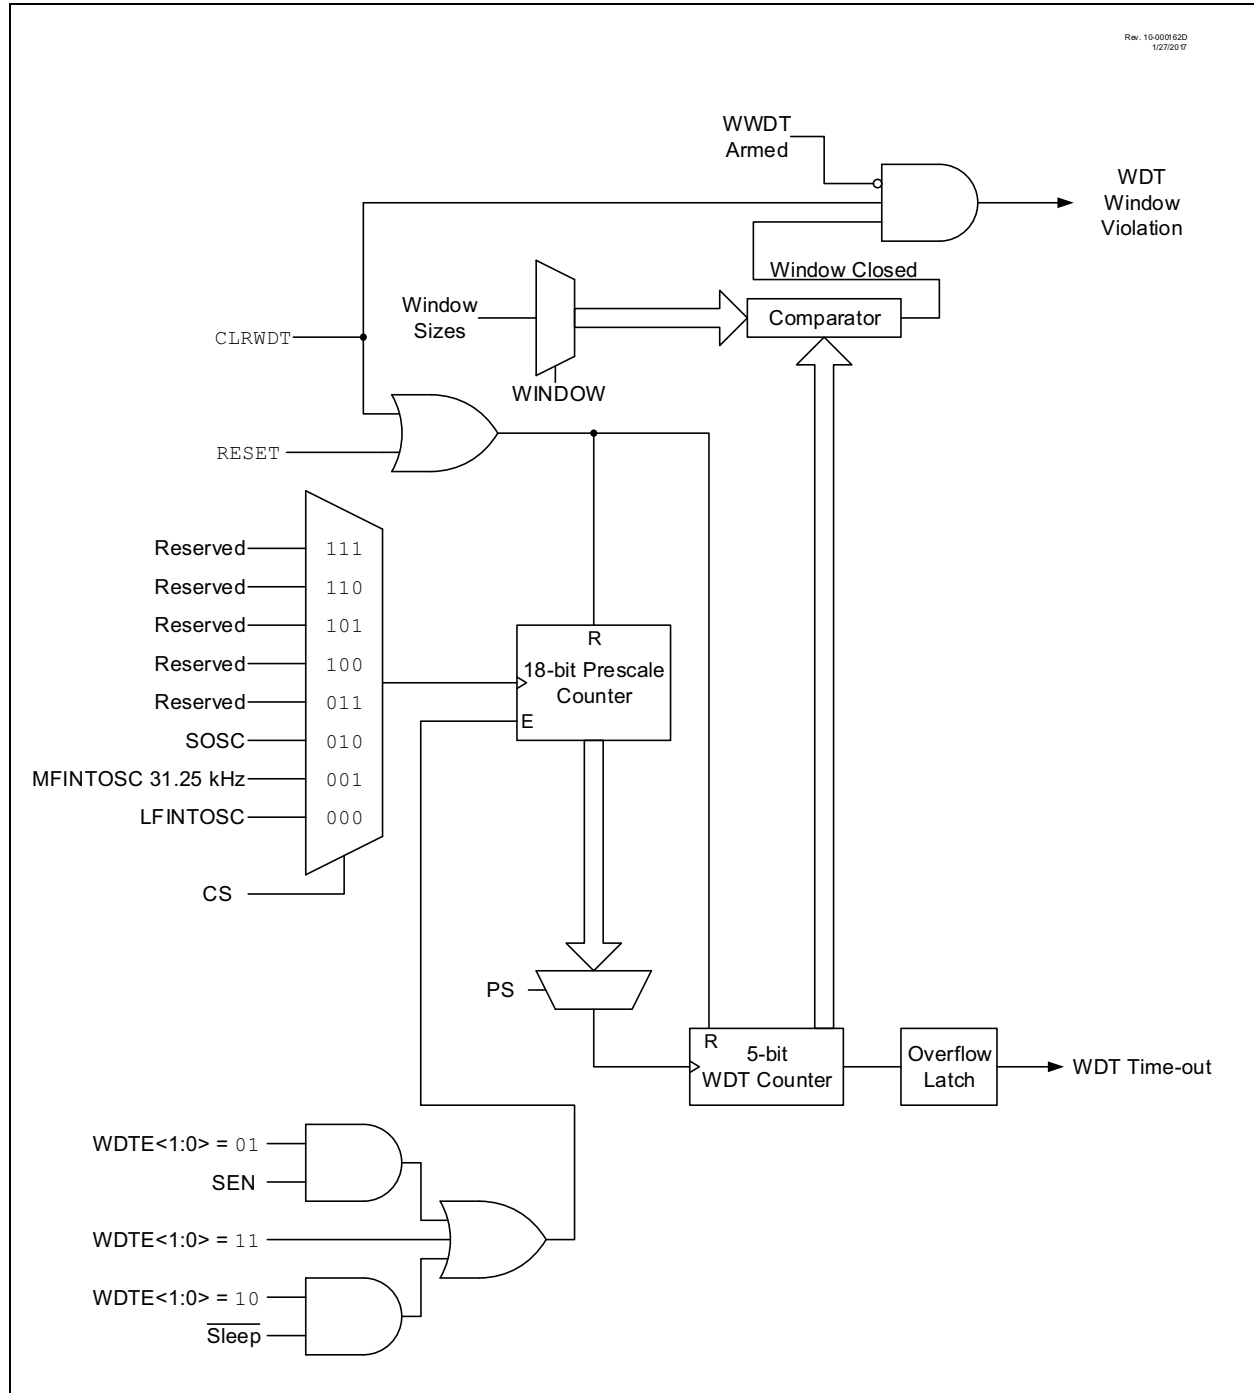 Rev. 10-000162D
1/27/2017
WWDT
Armed
WDT
Window
Violation
Window Closed
Window
Sizes
Comparator
CLRWDT
WINDOW
RESET
Reserved 111
Reserved 110
Reserved 101
Reserved 100
Reserved 011
SOSC 010
MFINTOSC 31.25 kHz 001
LFINTOSC 000
CS
R
18-bit Prescale
Counter
E
PS
R
5-bit
WDT Counter
Overflow
Latch
WDT Time-out
WDTE<1:0> = 01
SEN
WDTE<1:0> = 11
WDTE<1:0> = 10
S̅l̅e̅e̅p̅